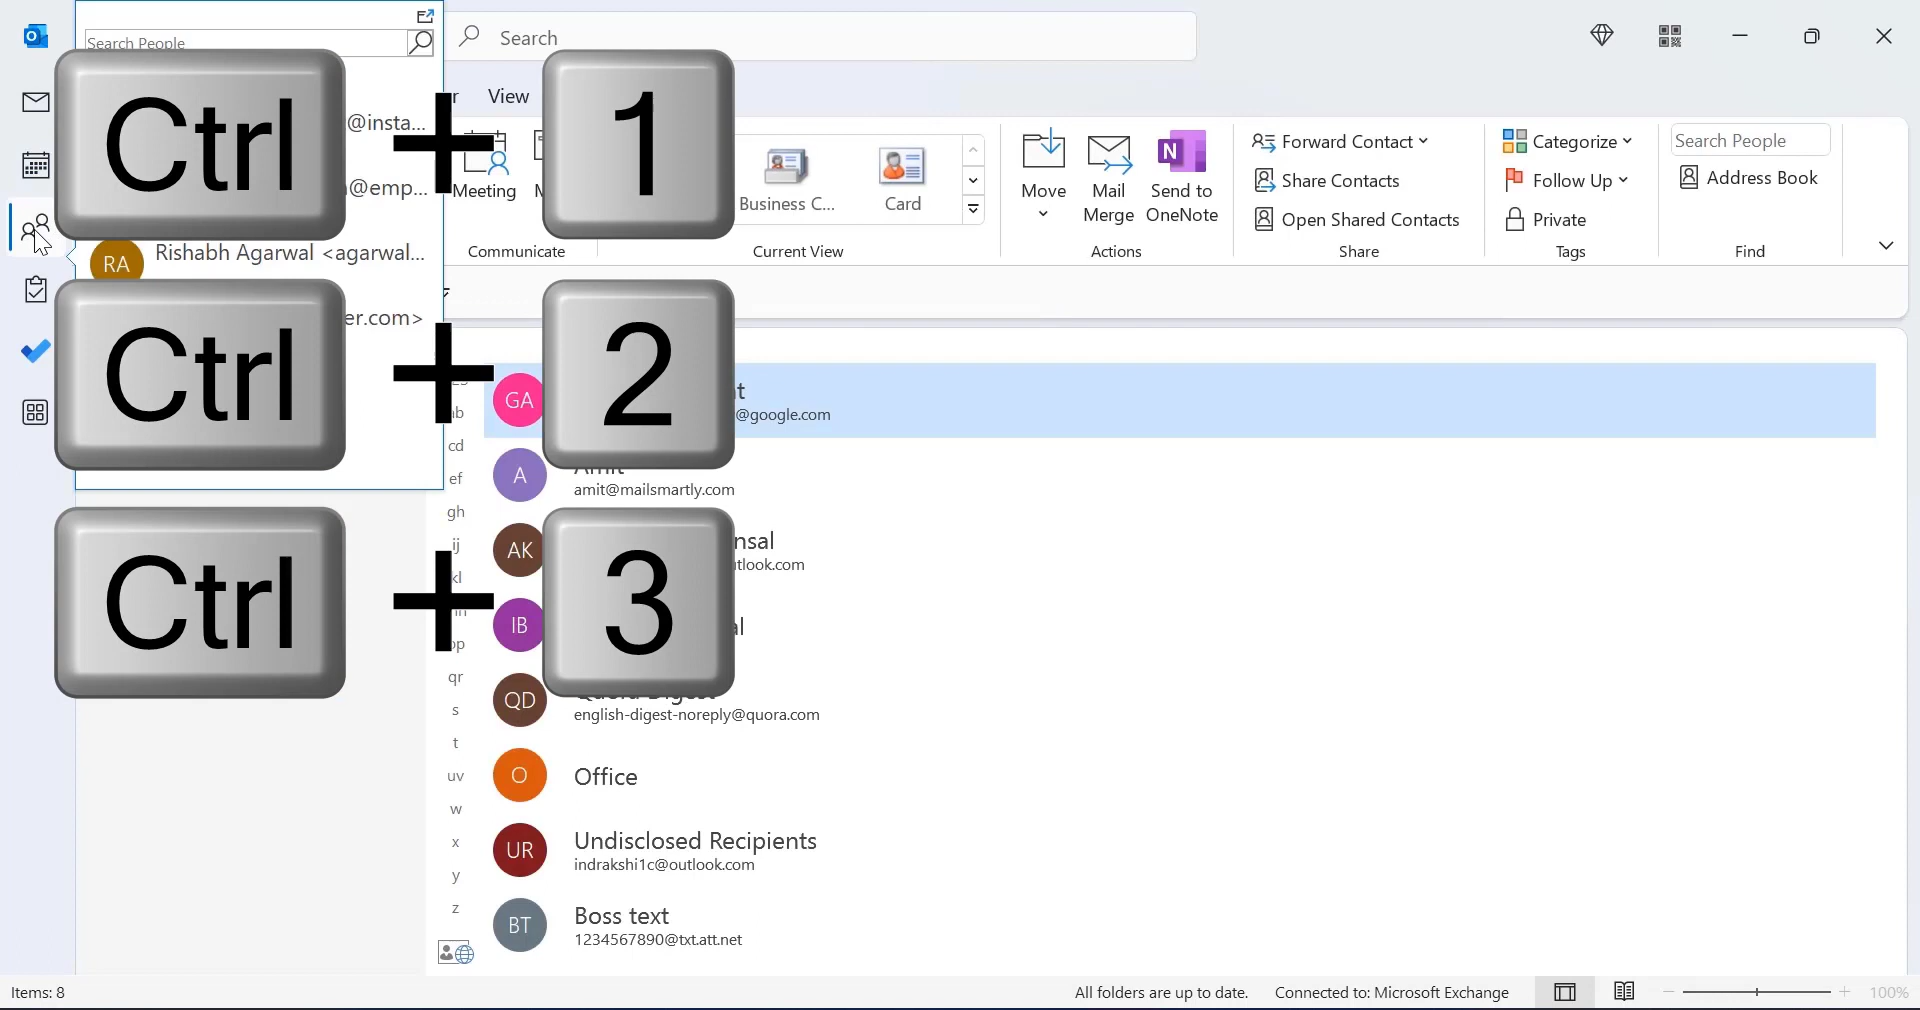 Search People
Search
Ctrl + 1
@insta...
@emp...
RA
Rishabh Agarwal <agarwal...
er.com>
View
Meeting
Communicate
Business C...
Card
Current View
Move
Mail
Merge
Send to
OneNote
Actions
Forward Contact
Share Contacts
Open Shared Contacts
Share
Categorize
Follow Up
Private
Tags
Search People
Address Book
Find
Ctrl + 2
Ctrl + 3
ab
cd
ef
gh
ij
kl
op
qr
s
t
uv
w
x
y
z
GA
@google.com
A
Amit
amit@mailsmartly.com
AK
nsal
tlook.com
IB
al
QD
Quora Digest
english-digest-noreply@quora.com
O
Office
UR
Undisclosed Recipients
indrakshi1c@outlook.com
BT
Boss text
1234567890@txt.att.net
Items: 8
All folders are up to date.
Connected to: Microsoft Exchange
100%